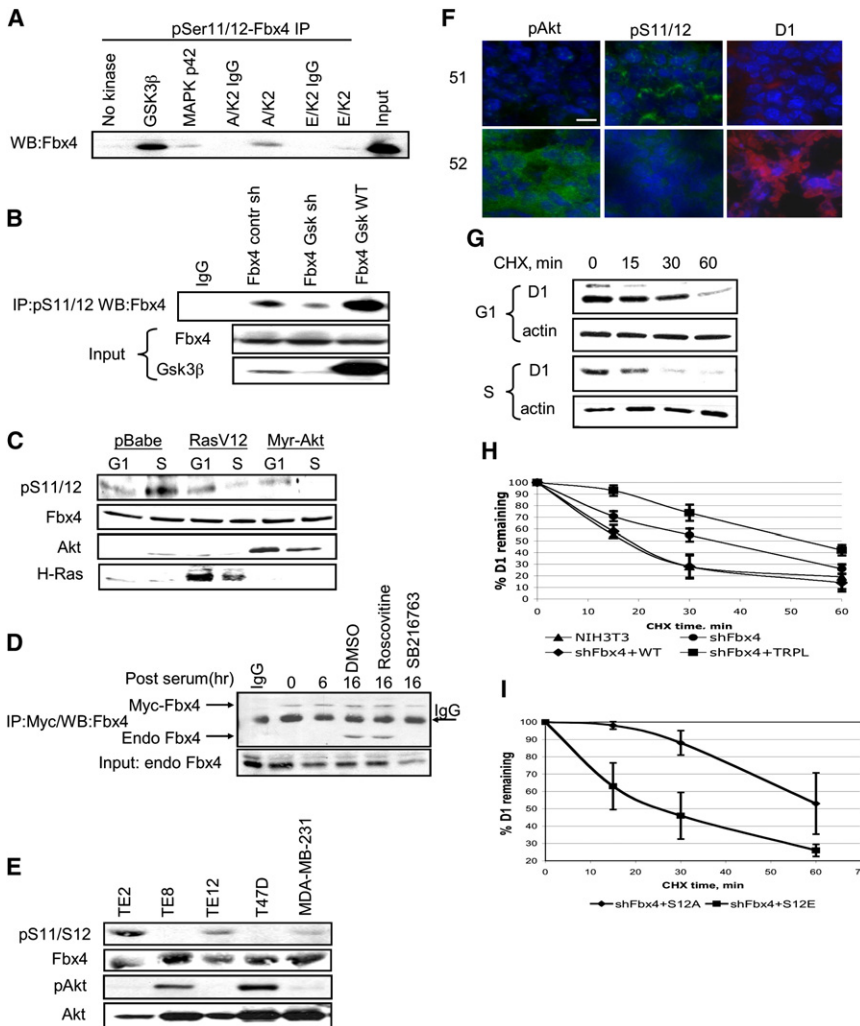 A
pSer11/12-Fbx4 IP
No kinase
GSK3β
MAPK p42
A/K2 IgG
A/K2
E/K2 IgG
E/K2
Input
WB:Fbx4
B
IgG
Fbx4 contr sh
Fbx4 Gsk sh
Fbx4 Gsk WT
IP:pS11/12 WB:Fbx4
Input
Fbx4
Gsk3β
C
pBabe RasV12 Myr-Akt
G1 S G1 S G1 S
pS11/12
Fbx4
Akt
H-Ras
D
IgG
DMSO
Roscovitine
SB216763
Post serum(hr) 0 6 16 16 16
Myc-Fbx4
IgG
IP:Myc/WB:Fbx4
Endo Fbx4
Input: endo Fbx4
E
TE2
TE8
TE12
T47D
MDA-MB-231
pS11/S12
Fbx4
pAkt
Akt
F
pAkt pS11/12 D1
51
52
G
CHX, min 0 15 30 60
G1
D1
actin
S
D1
actin
H
% D1 remaining
100
90
80
70
60
50
40
30
20
10
0
0 10 20 30 40 50 60
CHX time, min
NIH3T3 shFbx4
shFbx4+WT shFbx4+TRPL
I
% D1 remaining
100
90
80
70
60
50
40
30
20
0 10 20 30 40 50 60 70
CHX time, min
shFbx4+S12A shFbx4+S12E